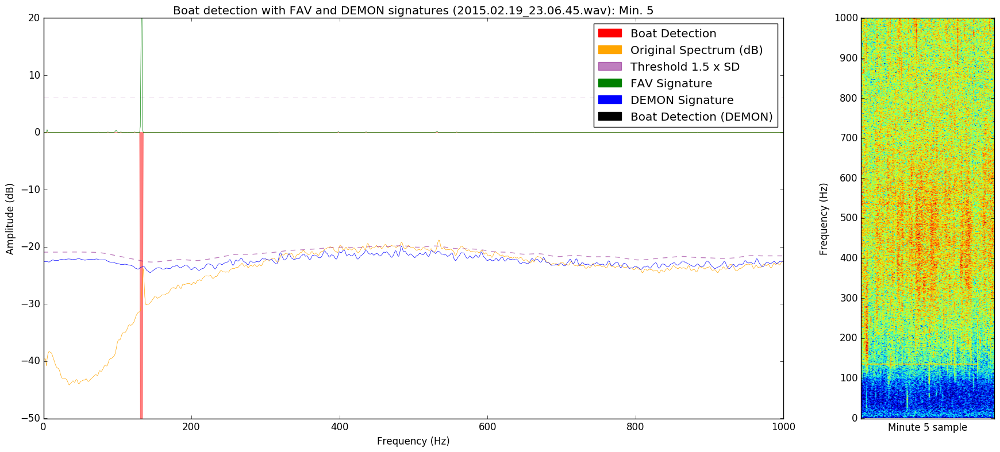 Boat detection with FAV and DEMON signatures (2015.02.19_23.06.45.wav): Min. 5
20
10
0
−10
−20
−30
−40
−50
Amplitude (dB)
Boat Detection
Original Spectrum (dB)
Threshold 1.5 x SD
FAV Signature
DEMON Signature
Boat Detection (DEMON)
0
200
400
600
800
1000
Frequency (Hz)
1000
900
800
700
600
500
400
300
200
100
0
Frequency (Hz)
Minute 5 sample